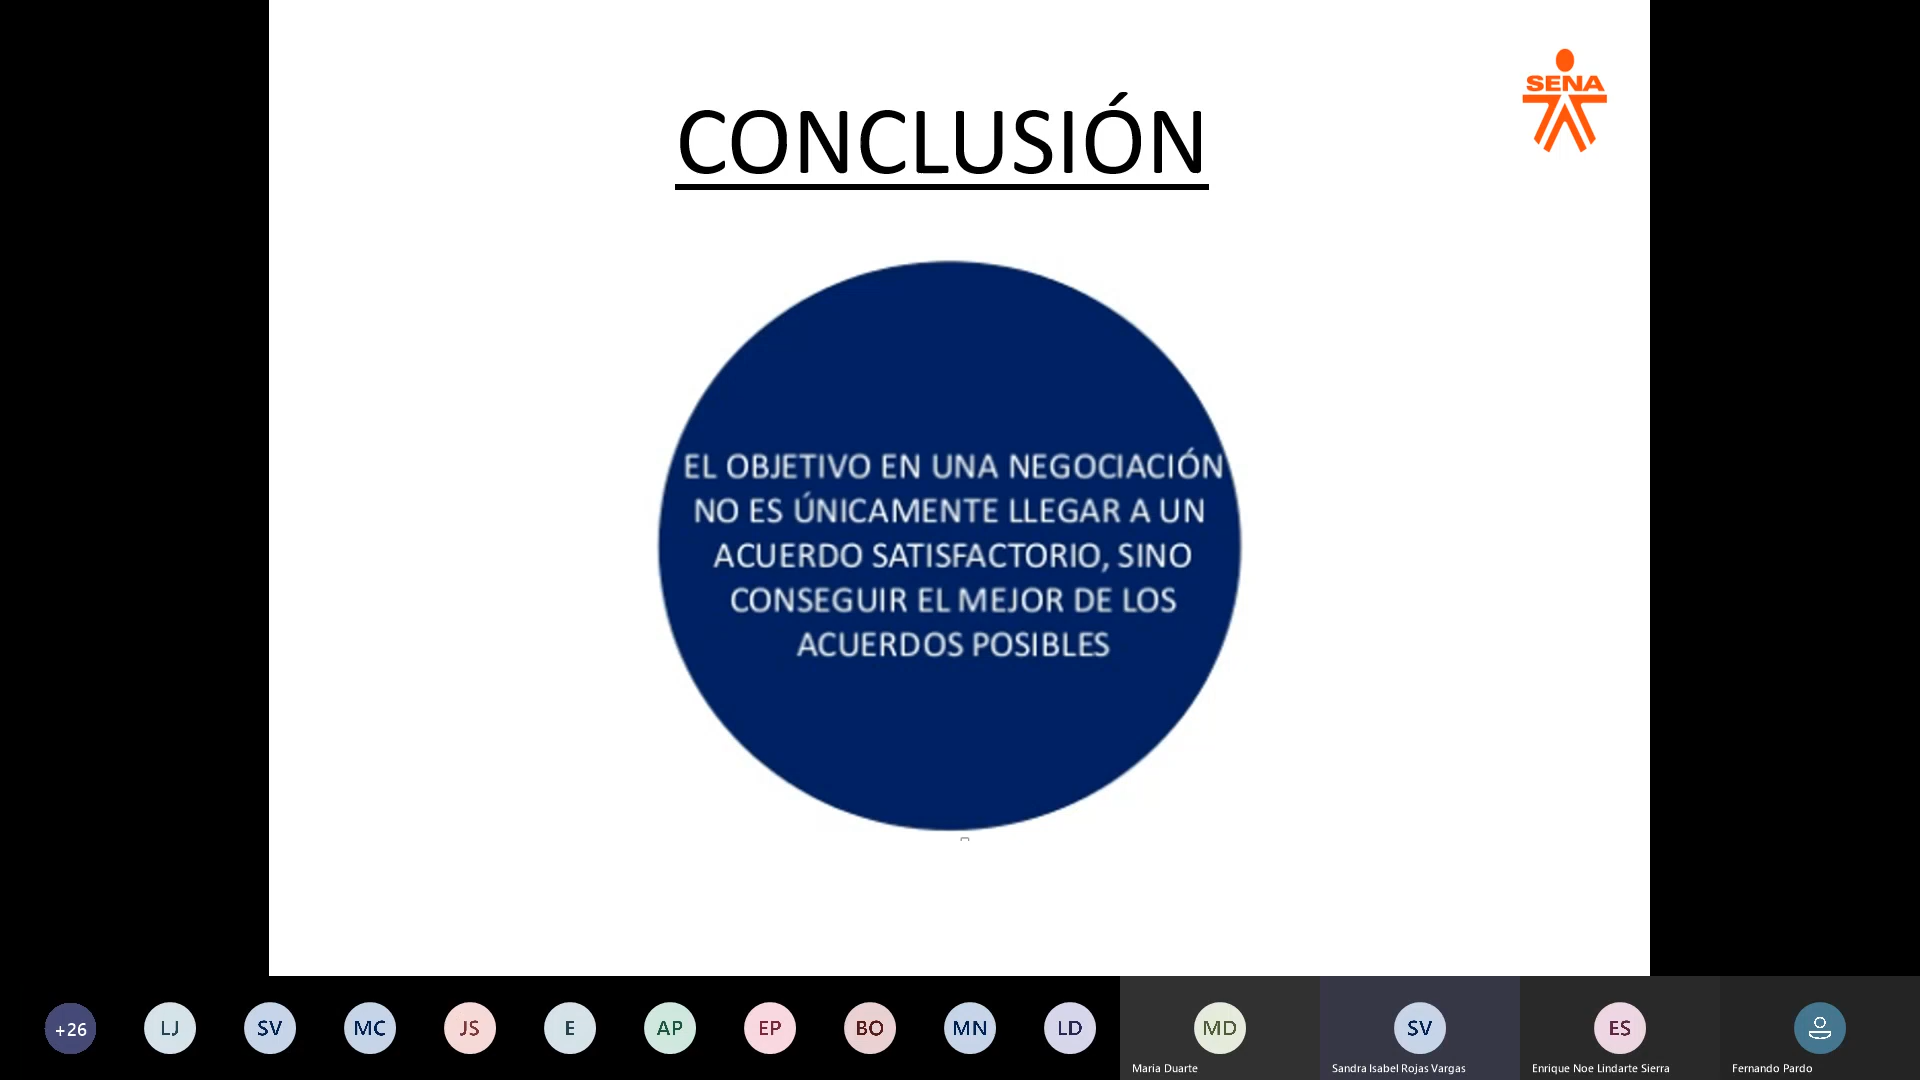 SENA
CONCLUSIÓN
EL OBJETIVO EN UNA NEGOCIACIÓN
NO ES ÚNICAMENTE LLEGAR A UN
ACUERDO SATISFACTORIO, SINO
CONSEGUIR EL MEJOR DE LOS
ACUERDOS POSIBLES
+26 LJ SV MC JS E AP EP BO MN LD MD SV ES
Maria Duarte Sandra Isabel Rojas Vargas Enrique Noe Lindarte Sierra Fernando Pardo